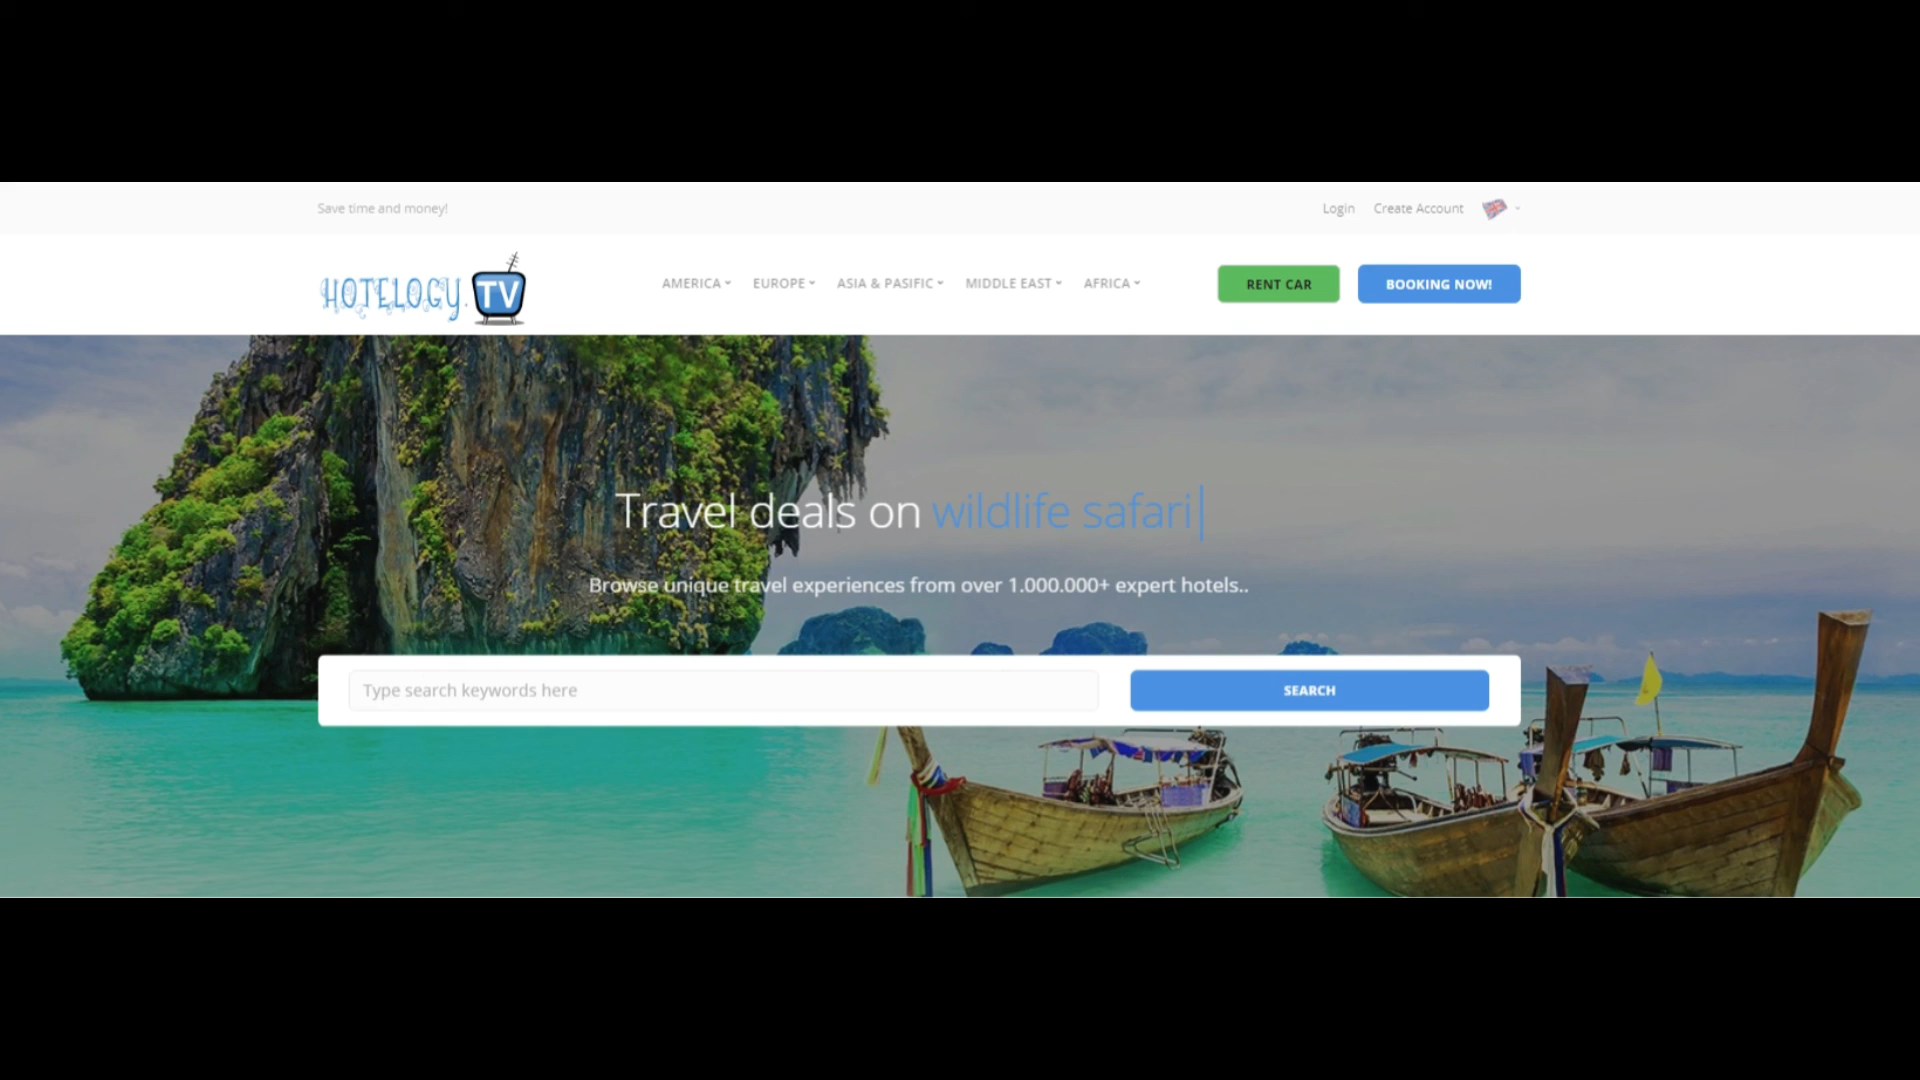 Save time and money!
Login Create Account
HOTELOGY.TV
AMERICA EUROPE ASIA & PASIFIC MIDDLE EAST AFRICA
RENT CAR
BOOKING NOW!
Travel deals on wildlife safari
Browse unique travel experiences from over 1.000.000+ expert hotels..
Type search keywords here
SEARCH